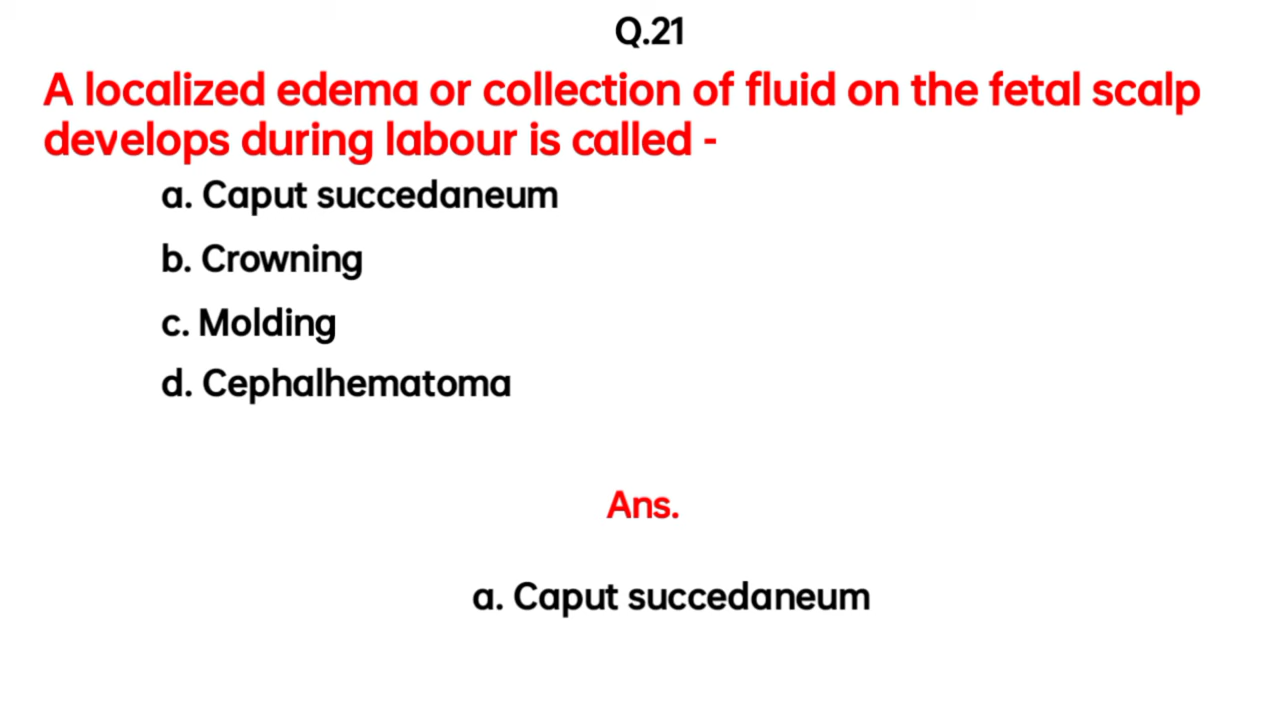 Q.21
A localized edema or collection of fluid on the fetal scalp
develops during labour is called -
a. Caput succedaneum
b. Crowning
c. Molding
d. Cephalhematoma
Ans.
a. Caput succedaneum